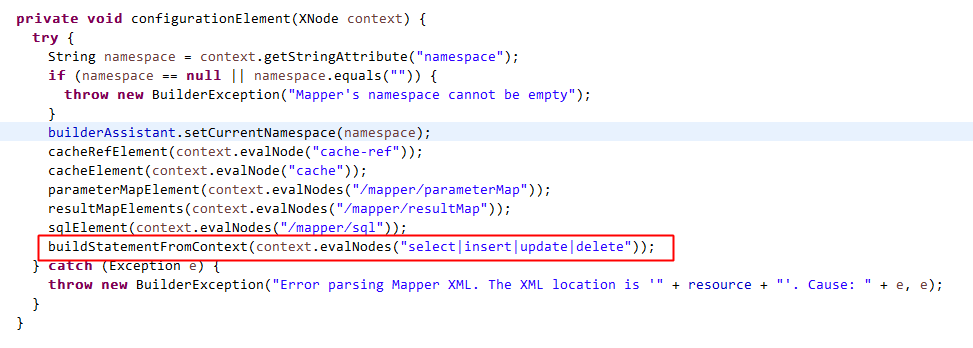 private void configurationElement(XNode context) {
try {
String namespace = context.getStringAttribute("namespace");
if (namespace == null || namespace.equals("")) {
throw new BuilderException("Mapper's namespace cannot be empty");
}
builderAssistant.setCurrentNamespace(namespace);
cacheRefElement(context.evalNode("cache-ref"));
cacheElement(context.evalNode("cache"));
parameterMapElement(context.evalNodes("/mapper/parameterMap"));
resultMapElements(context.evalNodes("/mapper/resultMap"));
sqlElement(context.evalNodes("/mapper/sql"));
buildStatementFromContext(context.evalNodes("select|insert|update|delete"));
} catch (Exception e) {
throw new BuilderException("Error parsing Mapper XML. The XML location is '" + resource + "'. Cause: " + e, e);
}
}